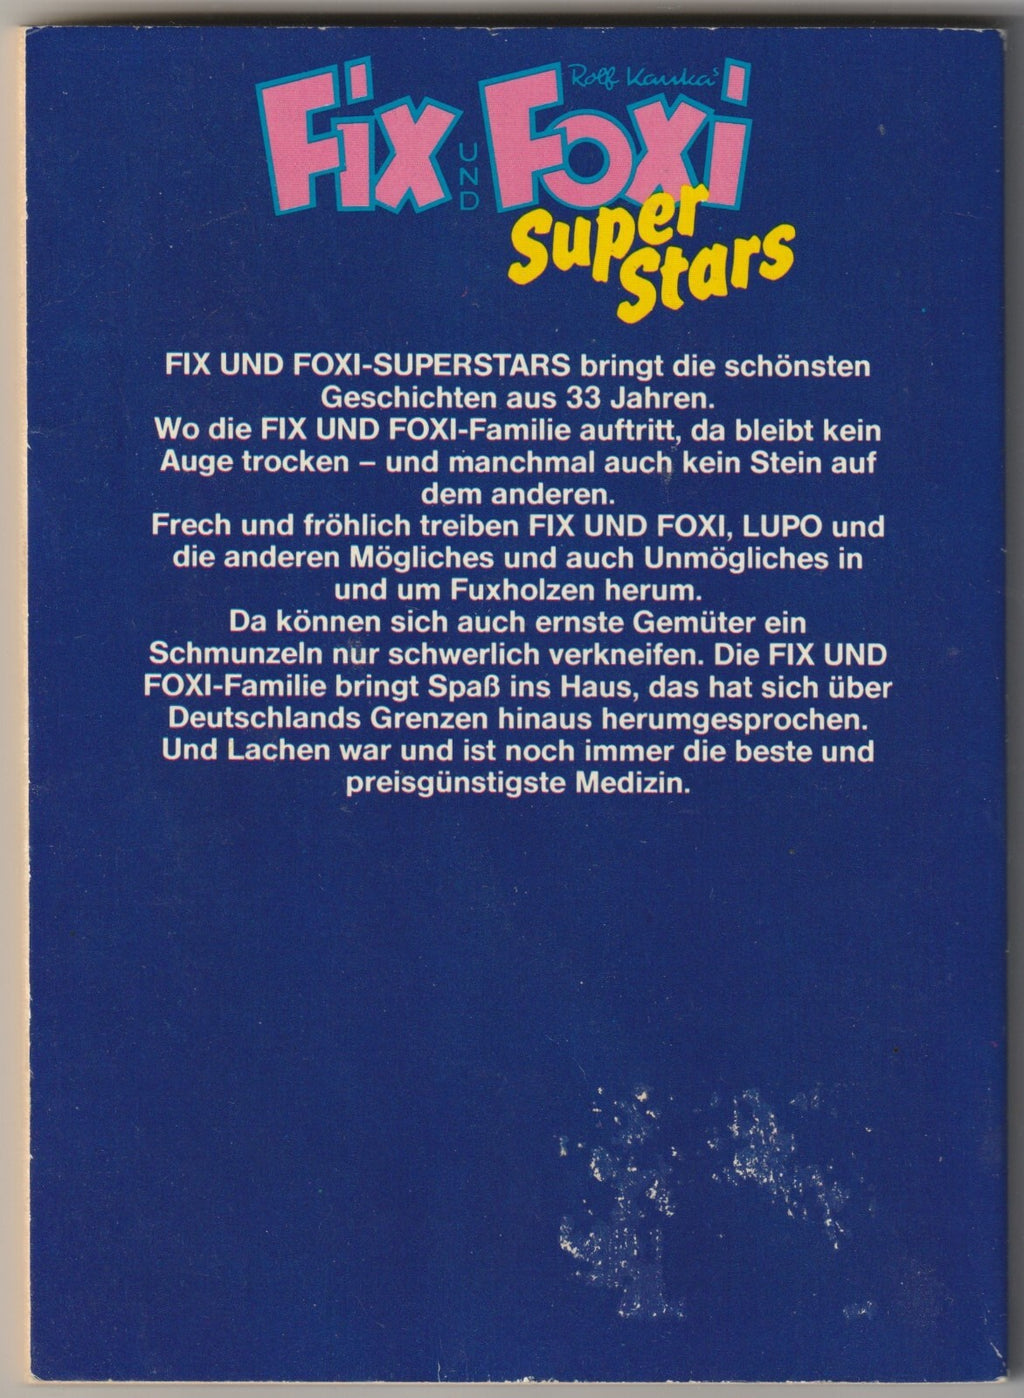 Rolf Kauka's
Fix UND Foxi
Super
Stars
FIX UND FOXI-SUPERSTARS bringt die schönsten
Geschichten aus 33 Jahren.
Wo die FIX UND FOXI-Familie auftritt, da bleibt kein
Auge trocken – und manchmal auch kein Stein auf
dem anderen.
Frech und fröhlich treiben FIX UND FOXI, LUPO und
die anderen Mögliches und auch Unmögliches in
und um Fuxholzen herum.
Da können sich auch ernste Gemüter ein
Schmunzeln nur schwerlich verkneifen. Die FIX UND
FOXI-Familie bringt Spaß ins Haus, das hat sich über
Deutschlands Grenzen hinaus herumgesprochen.
Und Lachen war und ist noch immer die beste und
preisgünstigste Medizin.